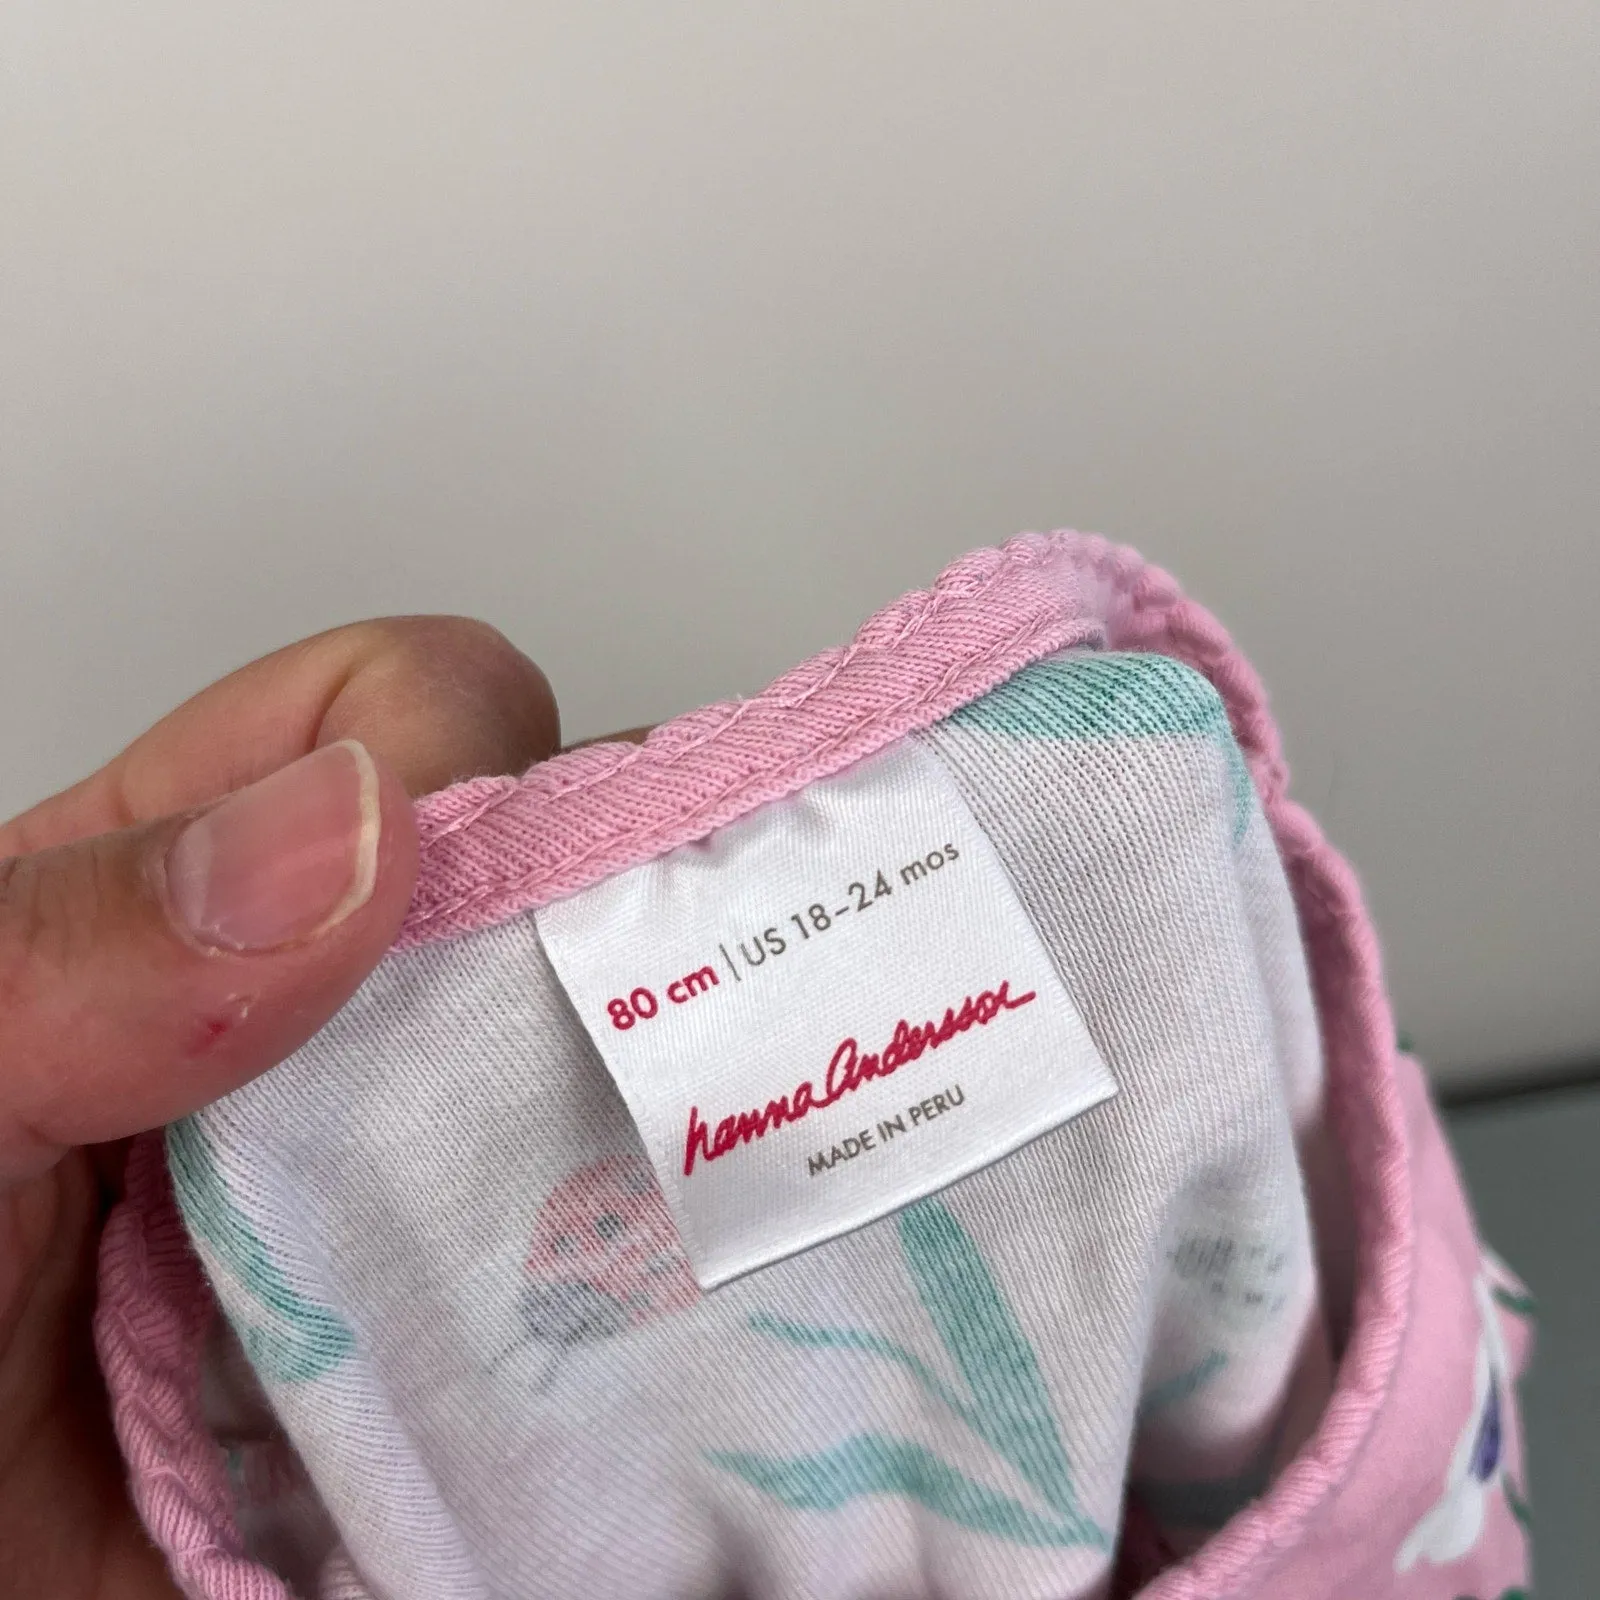 80 cm | US 18-24 mos
hanna Andersson
MADE IN PERU